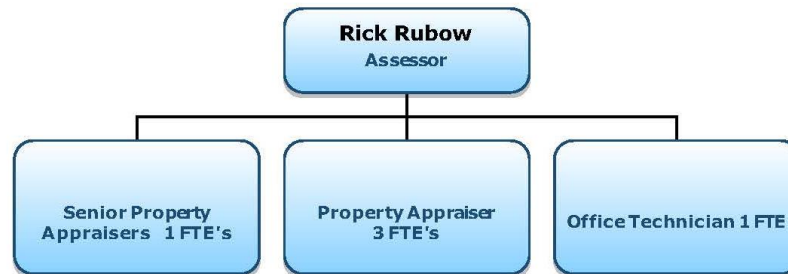 Rick Rubow
Assessor
Senior Property
Appraisers 1 FTE's
Property Appraiser
3 FTE's
Office Technician 1 FTE